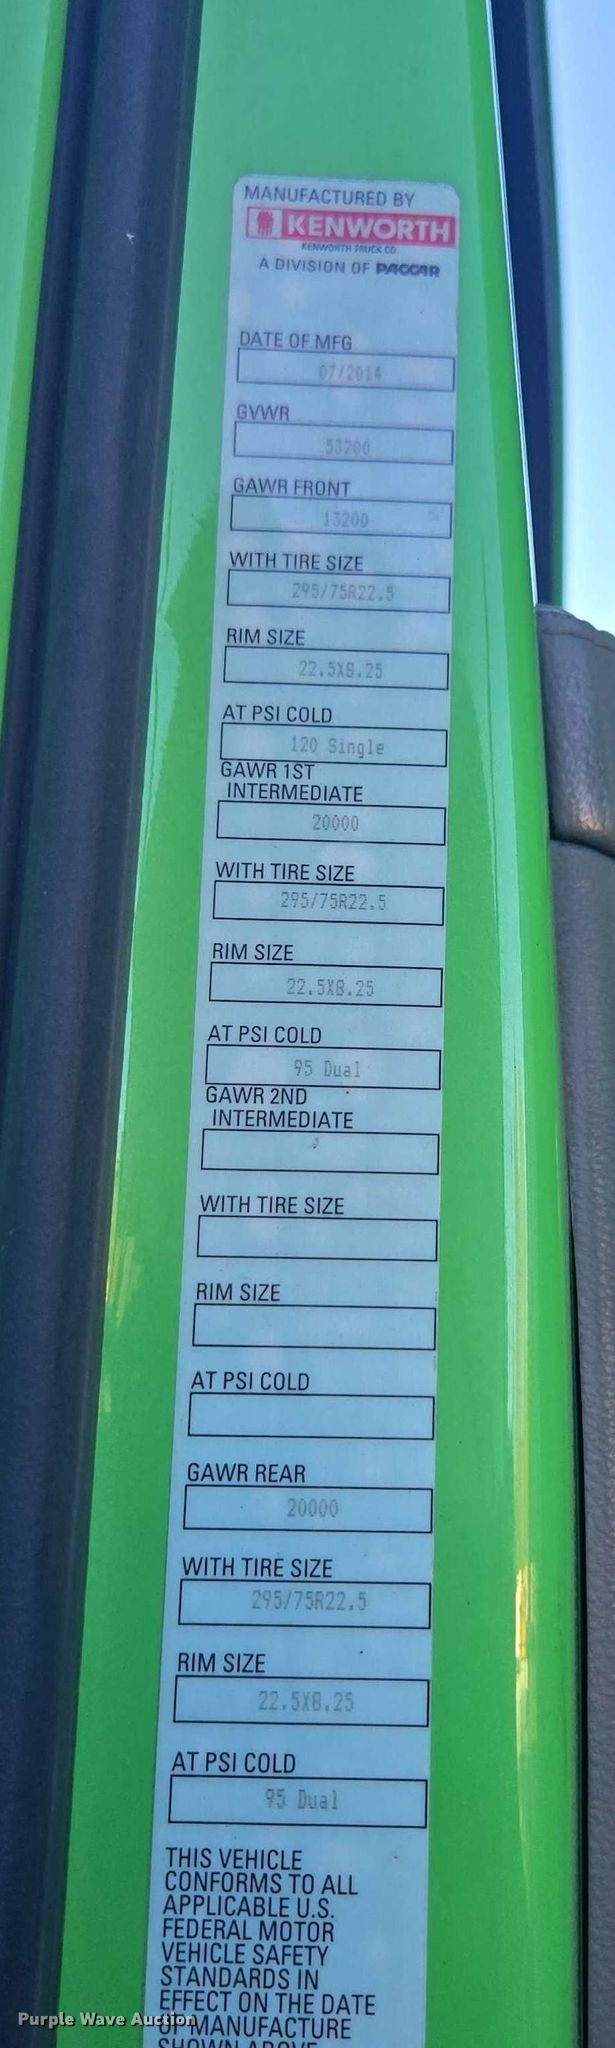 MANUFACTURED BY
KENWORTH
KENWORTH TRUCK CO.
A DIVISION OF PACCAR
DATE OF MFG
07/2014
GVWR
53200
GAWR FRONT
13200
WITH TIRE SIZE
295/75R22.5
RIM SIZE
22.5X8.25
AT PSI COLD
120 Single
GAWR 1ST
INTERMEDIATE
20000
WITH TIRE SIZE
295/75R22.5
RIM SIZE
22.5X8.25
AT PSI COLD
95 Dual
GAWR 2ND
INTERMEDIATE
WITH TIRE SIZE
RIM SIZE
AT PSI COLD
GAWR REAR
20000
WITH TIRE SIZE
295/75R22.5
RIM SIZE
22.5X8.25
AT PSI COLD
95 Dual
THIS VEHICLE
CONFORMS TO ALL
APPLICABLE U.S.
FEDERAL MOTOR
VEHICLE SAFETY
STANDARDS IN
EFFECT ON THE DATE
OF MANUFACTURE
SHOWN ABOVE
Purple Wave Auction